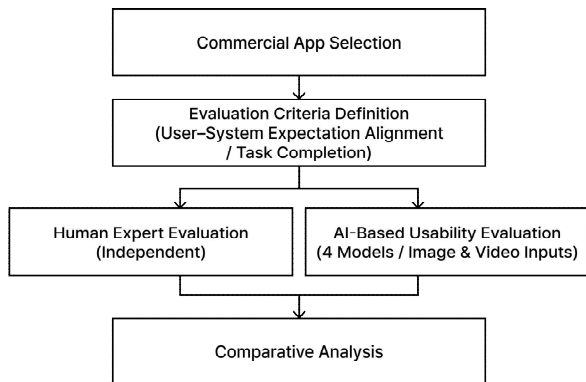 Commercial App Selection
Evaluation Criteria Definition
(User–System Expectation Alignment
/ Task Completion)
Human Expert Evaluation
(Independent)
AI-Based Usability Evaluation
(4 Models / Image & Video Inputs)
Comparative Analysis